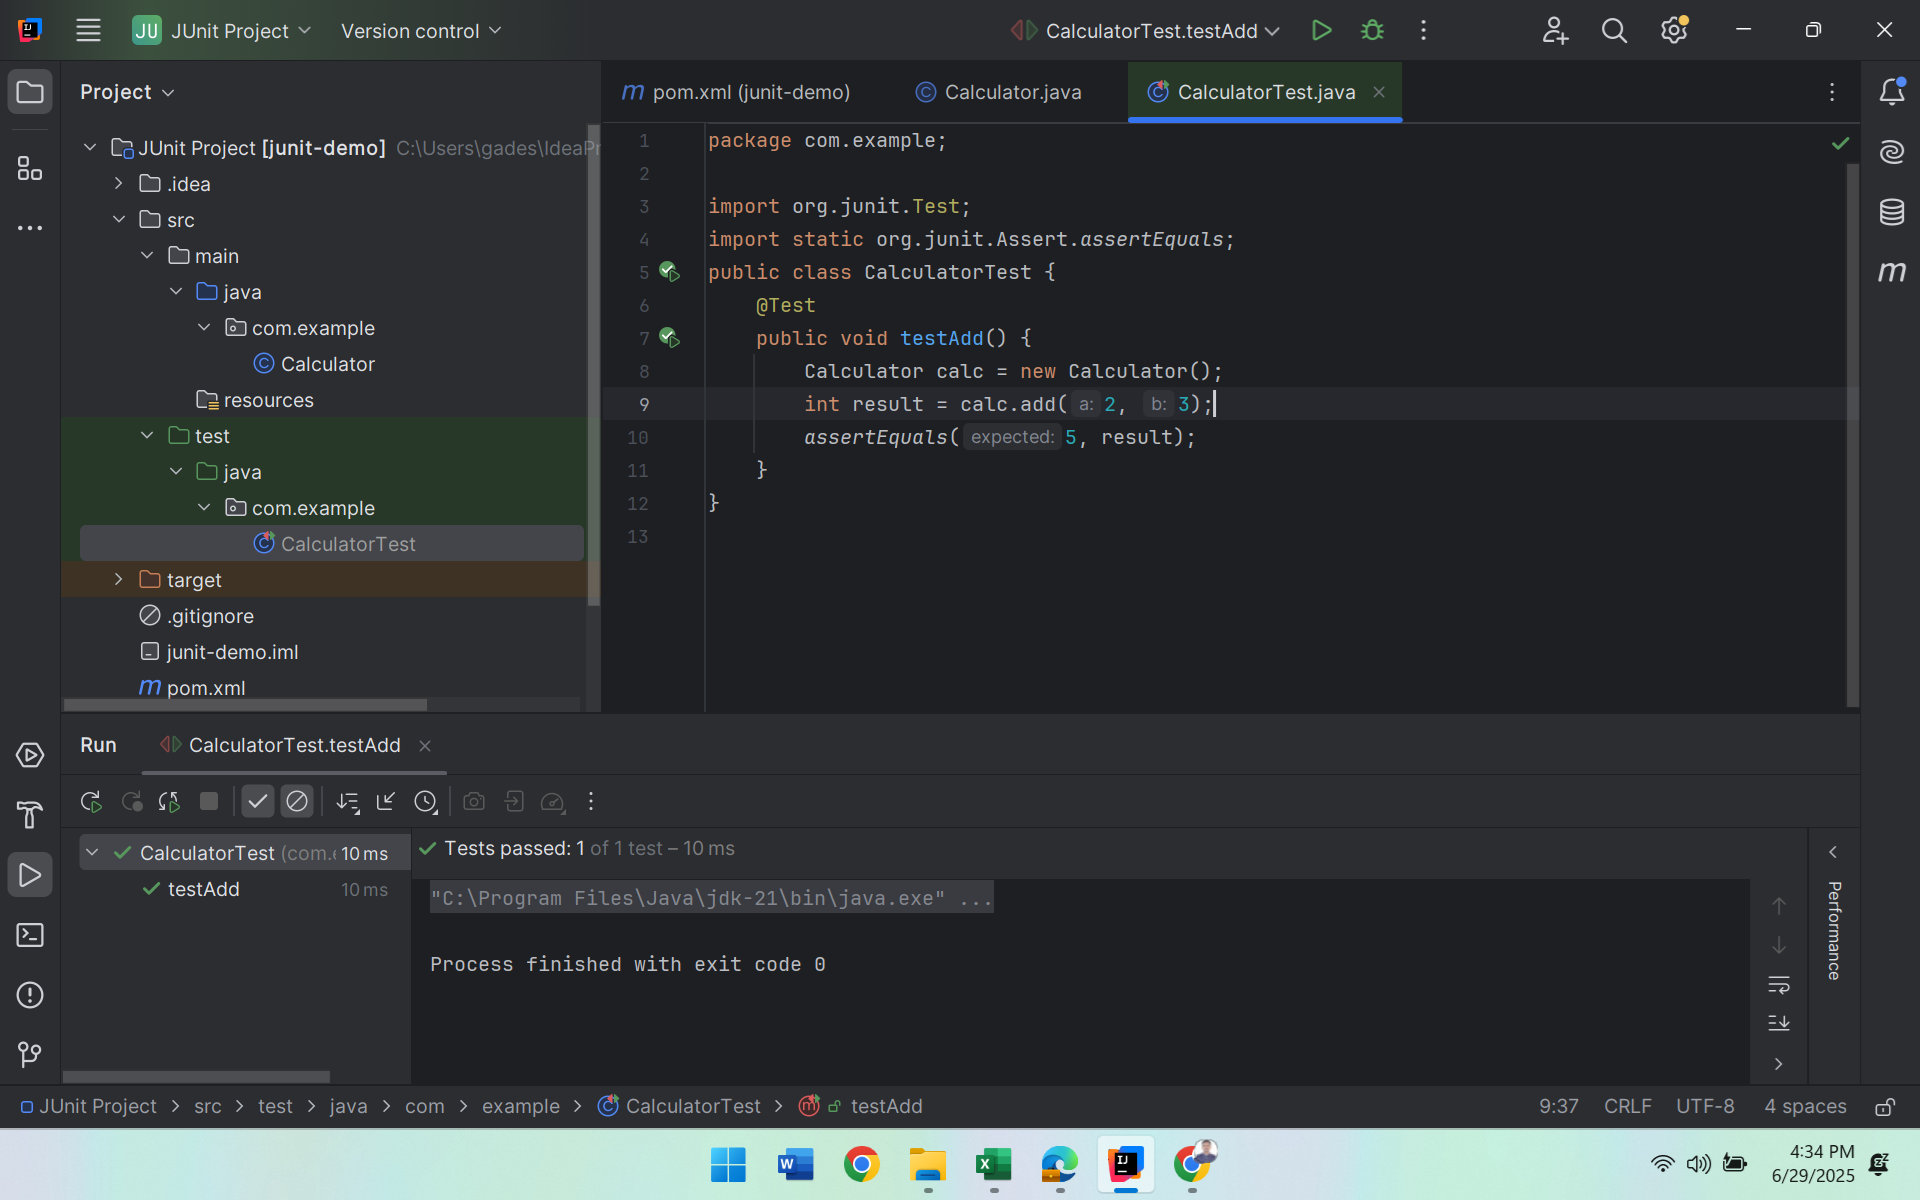 JU JUnit Project
Version control
CalculatorTest.testAdd
Project
JUnit Project [junit-demo] C:\Users\gades\IdeaPr
.idea
src
main
java
com.example
Calculator
resources
test
java
com.example
CalculatorTest
target
.gitignore
junit-demo.iml
m pom.xml
m pom.xml (junit-demo)
Calculator.java
CalculatorTest.java
1 package com.example;
2
3 import org.junit.Test;
4 import static org.junit.Assert.assertEquals;
5 public class CalculatorTest {
6 @Test
7 public void testAdd() {
8 Calculator calc = new Calculator();
9 int result = calc.add( a: 2, b: 3);
10 assertEquals( expected: 5, result);
11 }
12 }
13
m
Run
CalculatorTest.testAdd
CalculatorTest (com.e 10 ms
testAdd 10 ms
Tests passed: 1 of 1 test – 10 ms
"C:\Program Files\Java\jdk-21\bin\java.exe" ...
Process finished with exit code 0
Performance
JUnit Project > src > test > java > com > example > CalculatorTest > testAdd
9:37 CRLF UTF-8 4 spaces
4:34 PM
6/29/2025